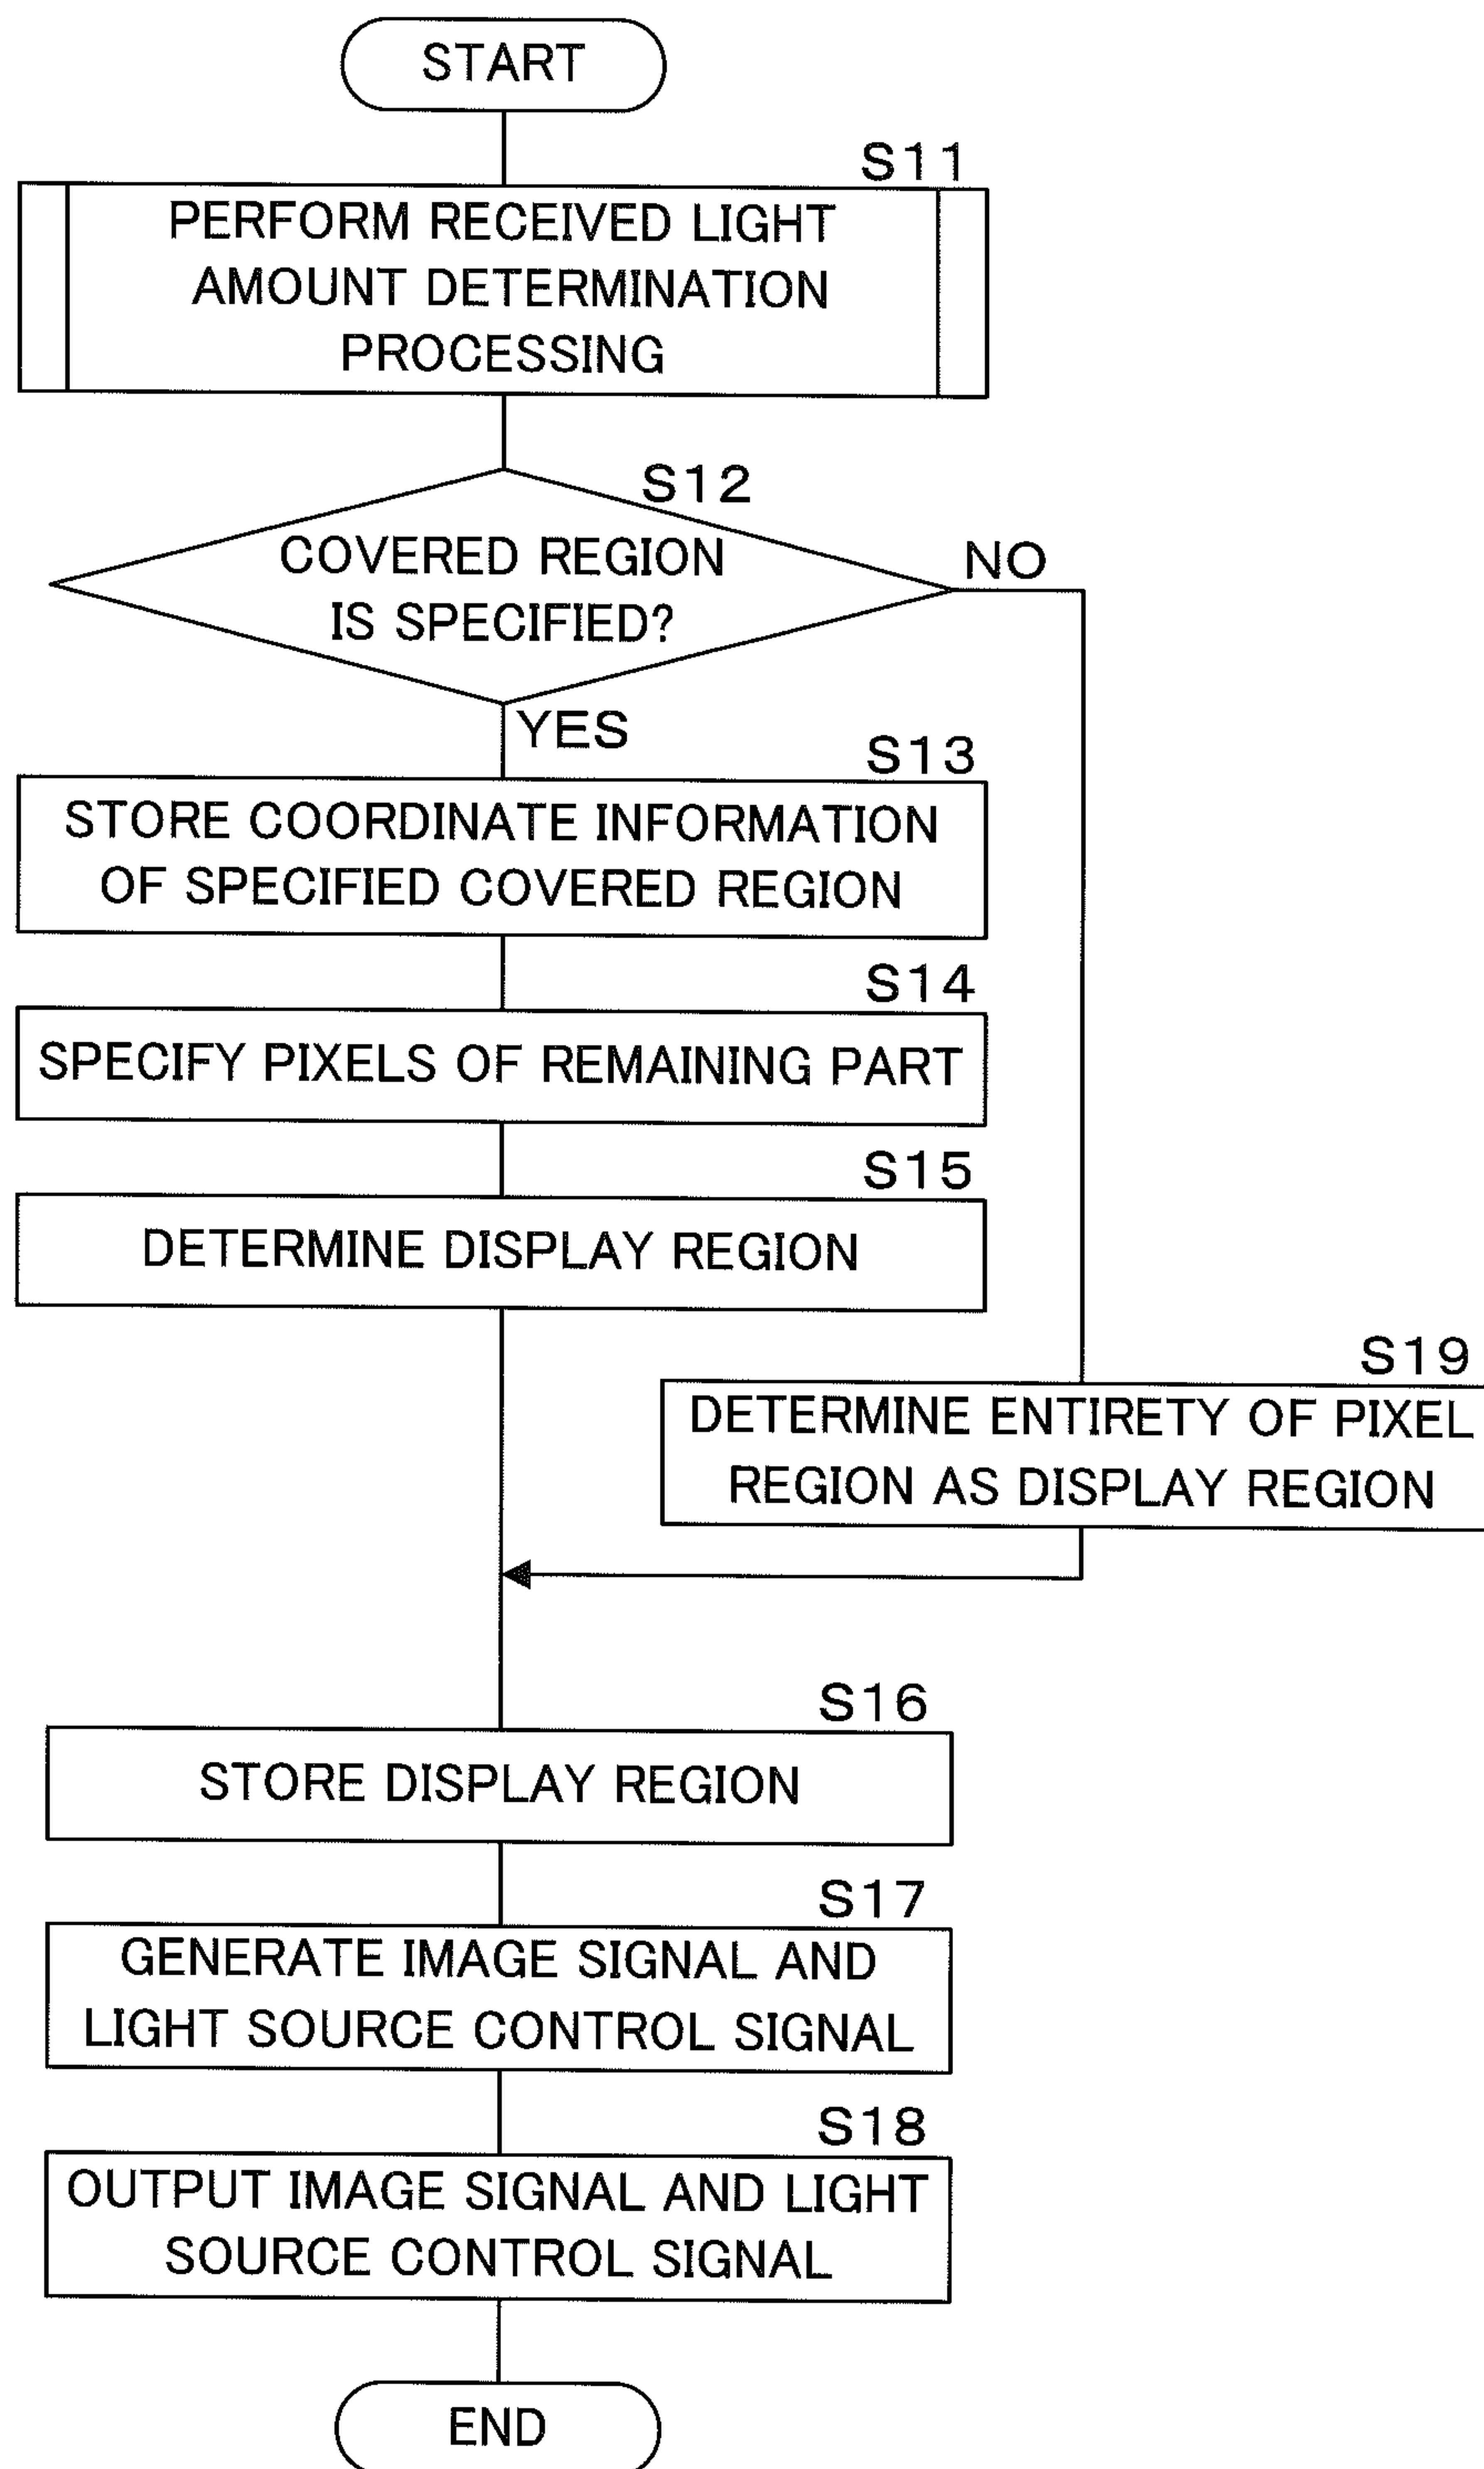 START
S11
PERFORM RECEIVED LIGHT
AMOUNT DETERMINATION
PROCESSING
S12
COVERED REGION
IS SPECIFIED?
NO
YES
S13
STORE COORDINATE INFORMATION
OF SPECIFIED COVERED REGION
S14
SPECIFY PIXELS OF REMAINING PART
S15
DETERMINE DISPLAY REGION
S19
DETERMINE ENTIRETY OF PIXEL
REGION AS DISPLAY REGION
S16
STORE DISPLAY REGION
S17
GENERATE IMAGE SIGNAL AND
LIGHT SOURCE CONTROL SIGNAL
S18
OUTPUT IMAGE SIGNAL AND LIGHT
SOURCE CONTROL SIGNAL
END